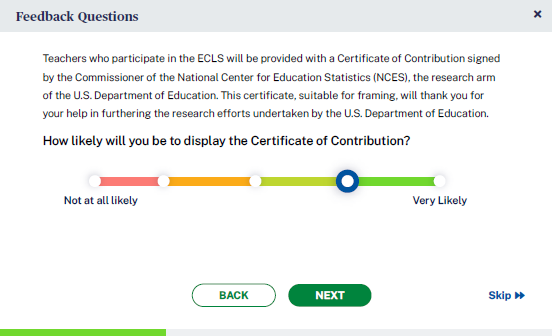 Feedback Questions
Teachers who participate in the ECLS will be provided with a Certificate of Contribution signed
by the Commissioner of the National Center for Education Statistics (NCES), the research arm
of the U.S. Department of Education. This certificate, suitable for framing, will thank you for
your help in furthering the research efforts undertaken by the U.S. Department of Education.
How likely will you be to display the Certificate of Contribution?
Not at all likely
Very Likely
BACK
NEXT
Skip